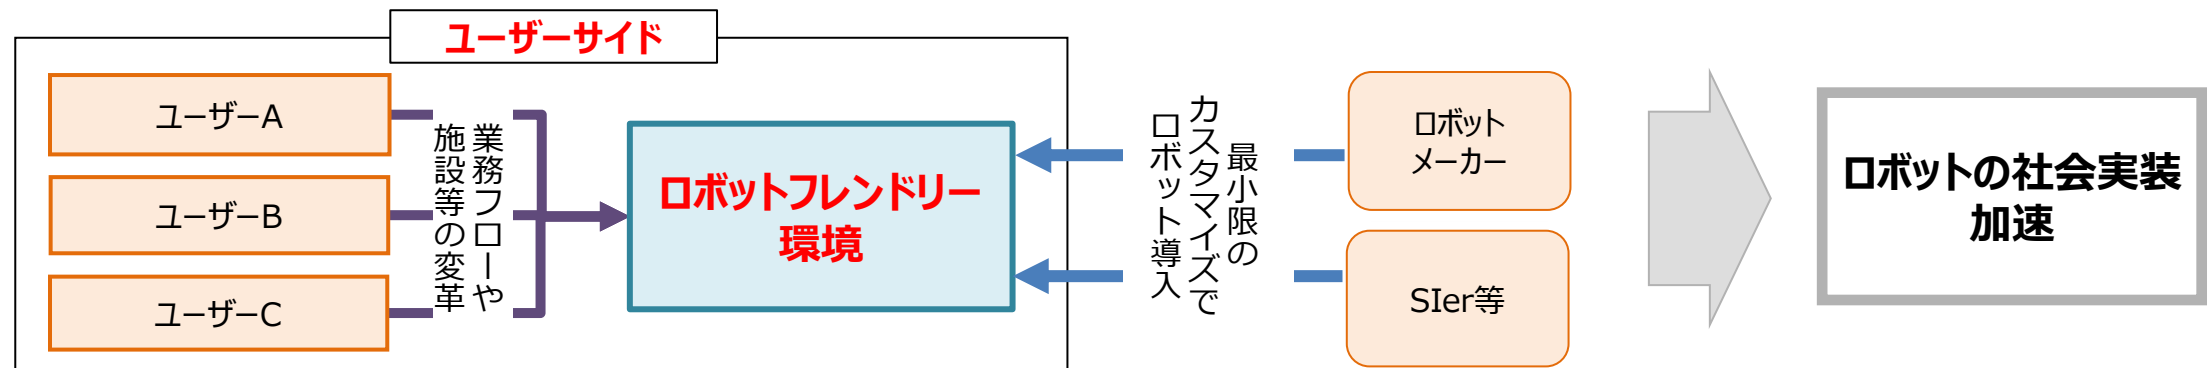 ユーザーサイド
ユーザーA
ユーザーB
ユーザーC
業務フローや
施設等の変革
ロボットフレンドリー
環境
最小限の
カスタマイズで
ロボット導入
ロボット
メーカー
SIer等
ロボットの社会実装
加速